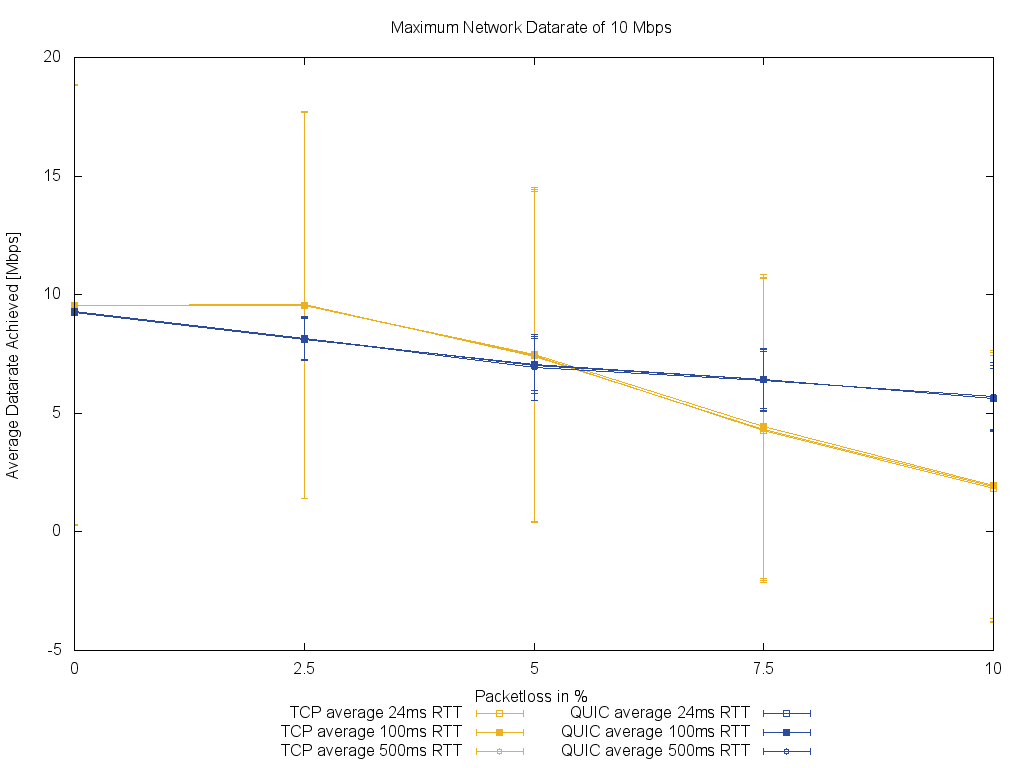 Maximum Network Datarate of 10 Mbps
20
15
10
5
0
-5
Average Datarate Achieved [Mbps]
0 2.5 5 7.5 10
Packetloss in %
TCP average 24ms RTT QUIC average 24ms RTT
TCP average 100ms RTT QUIC average 100ms RTT
TCP average 500ms RTT QUIC average 500ms RTT